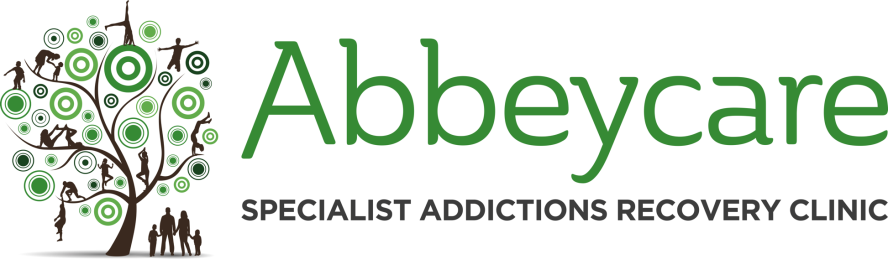 Abbeycare
SPECIALIST ADDICTIONS RECOVERY CLINIC